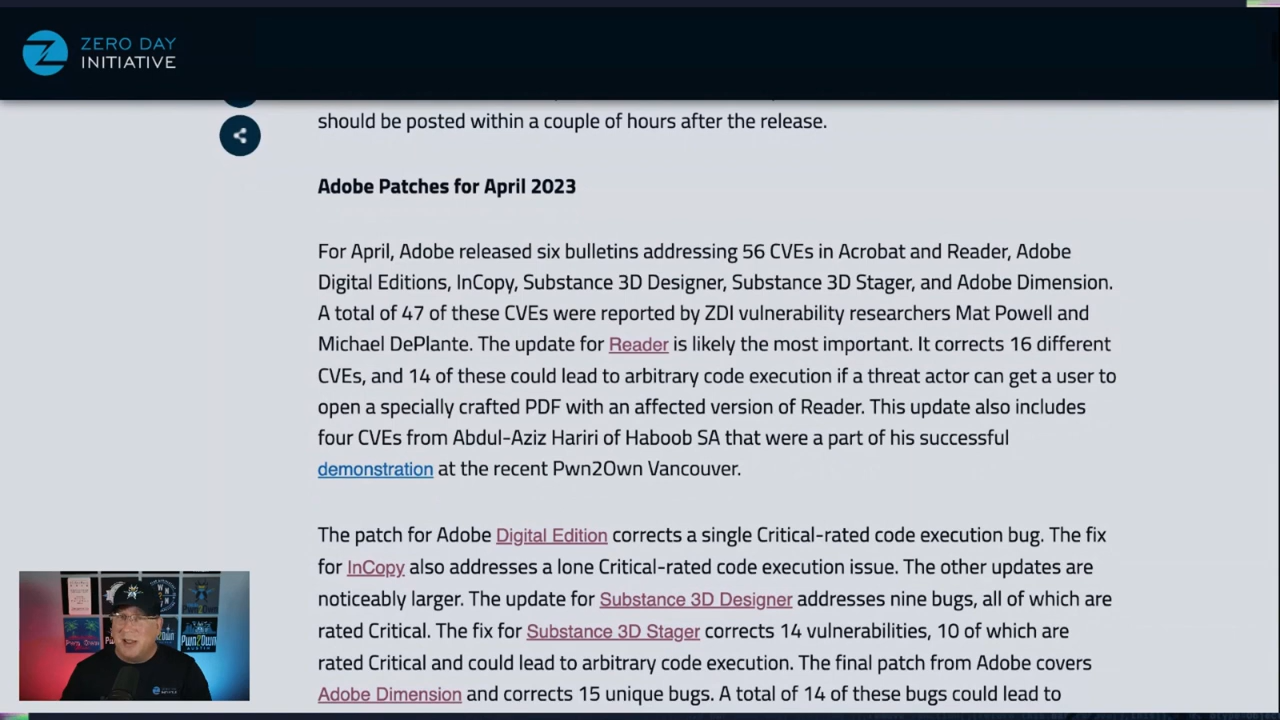 ZERO DAY
INITIATIVE
should be posted within a couple of hours after the release.
Adobe Patches for April 2023
For April, Adobe released six bulletins addressing 56 CVEs in Acrobat and Reader, Adobe
Digital Editions, InCopy, Substance 3D Designer, Substance 3D Stager, and Adobe Dimension.
A total of 47 of these CVEs were reported by ZDI vulnerability researchers Mat Powell and
Michael DePlante. The update for Reader is likely the most important. It corrects 16 different
CVEs, and 14 of these could lead to arbitrary code execution if a threat actor can get a user to
open a specially crafted PDF with an affected version of Reader. This update also includes
four CVEs from Abdul-Aziz Hariri of Haboob SA that were a part of his successful
demonstration at the recent Pwn2Own Vancouver.
The patch for Adobe Digital Edition corrects a single Critical-rated code execution bug. The fix
for InCopy also addresses a lone Critical-rated code execution issue. The other updates are
noticeably larger. The update for Substance 3D Designer addresses nine bugs, all of which are
rated Critical. The fix for Substance 3D Stager corrects 14 vulnerabilities, 10 of which are
rated Critical and could lead to arbitrary code execution. The final patch from Adobe covers
Adobe Dimension and corrects 15 unique bugs. A total of 14 of these bugs could lead to